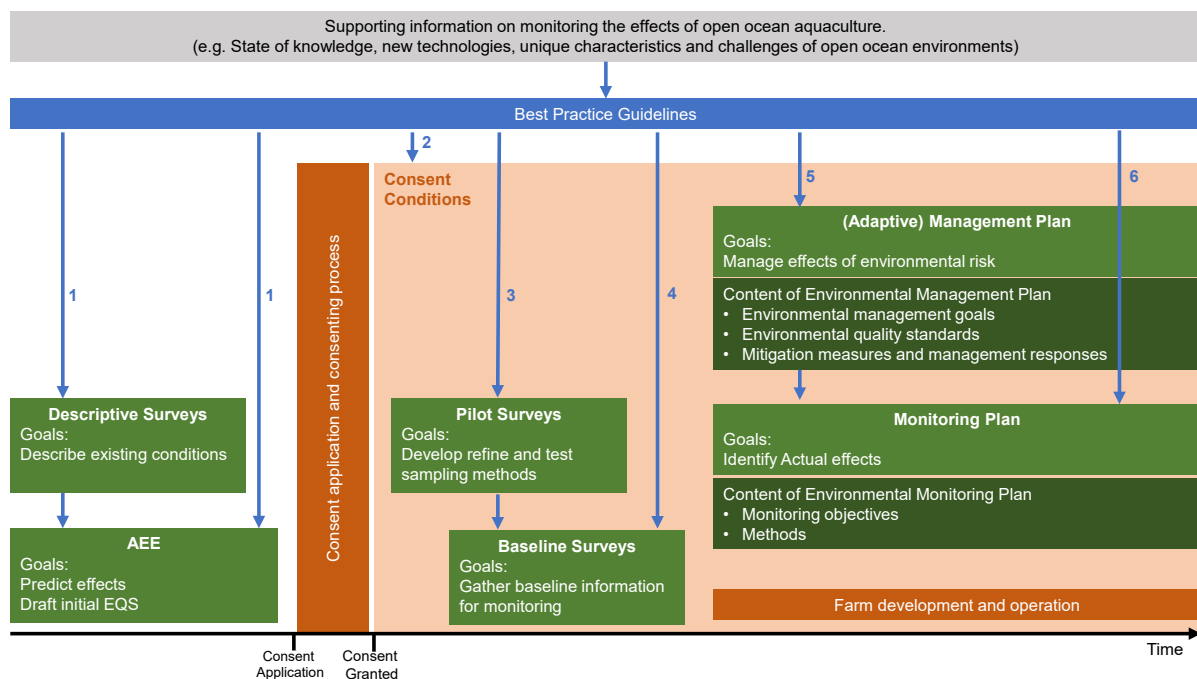 Supporting information on monitoring the effects of open ocean aquaculture.
(e.g. State of knowledge, new technologies, unique characteristics and challenges of open ocean environments)
Best Practice Guidelines
1
1
2
3
4
5
6
Consent
Conditions
Consent application and consenting process
Descriptive Surveys
Goals:
Describe existing conditions
AEE
Goals:
Predict effects
Draft initial EQS
Pilot Surveys
Goals:
Develop refine and test
sampling methods
Baseline Surveys
Goals:
Gather baseline information
for monitoring
(Adaptive) Management Plan
Goals:
Manage effects of environmental risk
Content of Environmental Management Plan
• Environmental management goals
• Environmental quality standards
• Mitigation measures and management responses
Monitoring Plan
Goals:
Identify Actual effects
Content of Environmental Monitoring Plan
• Monitoring objectives
• Methods
Farm development and operation
Consent
Application
Consent
Granted
Time